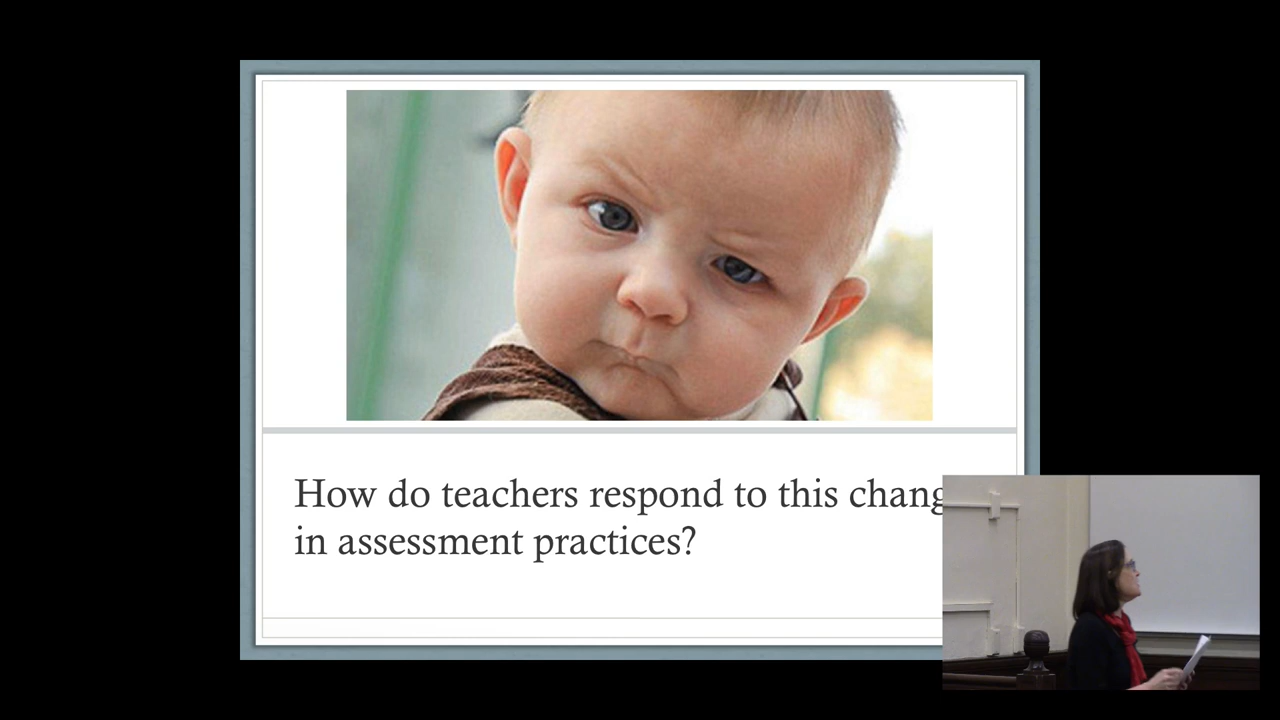 How do teachers respond to this chang
in assessment practices?